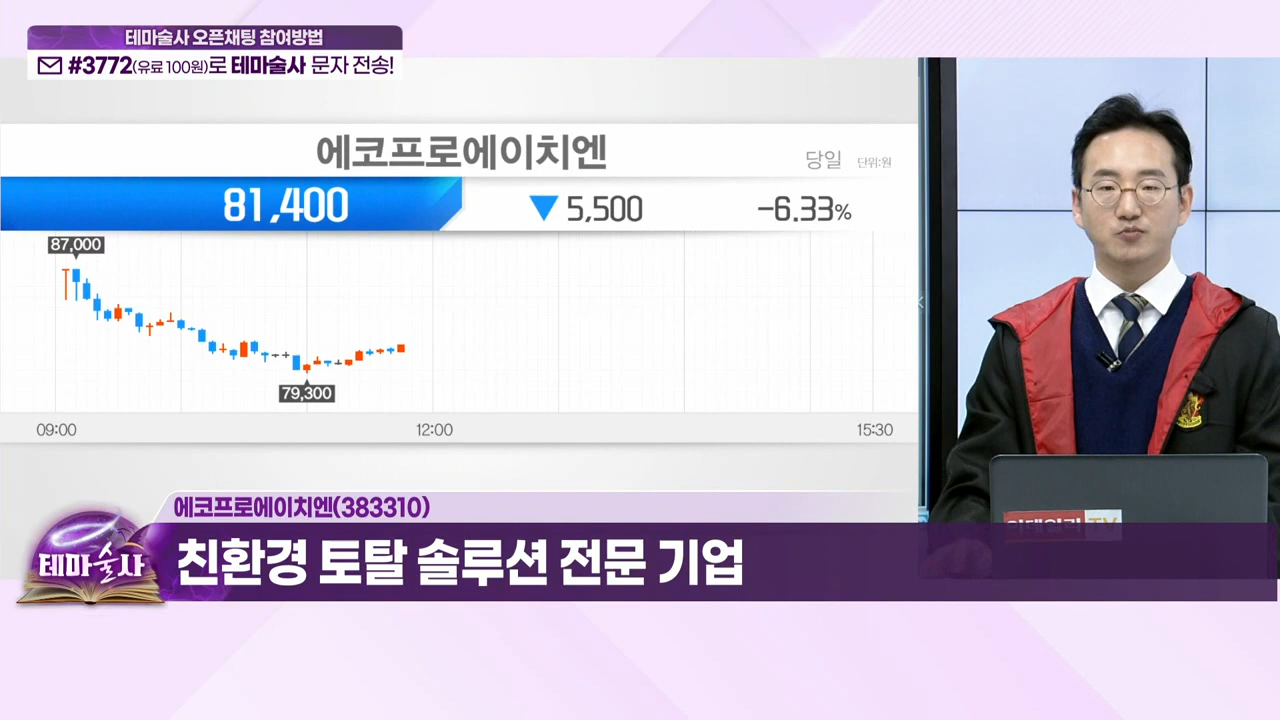 테마술사 오픈채팅 참여방법
#3772(유료 100원)로 테마술사 문자 전송!
에코프로에이치엔
당일 단위:원
81,400 ▼5,500 -6.33%
87,000
79,300
09:00 12:00 15:30
TV
에코프로에이치엔(383310)
테마술사
친환경 토탈 솔루션 전문 기업